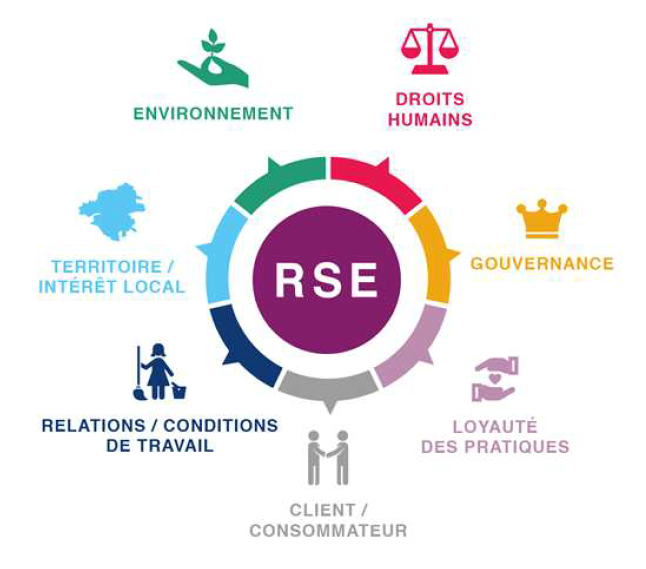 ENVIRONNEMENT
DROITS
HUMAINS
TERRITOIRE /
INTÉRÊT LOCAL
RSE
GOUVERNANCE
RELATIONS / CONDITIONS
DE TRAVAIL
LOYAUTÉ
DES PRATIQUES
CLIENT /
CONSOMMATEUR